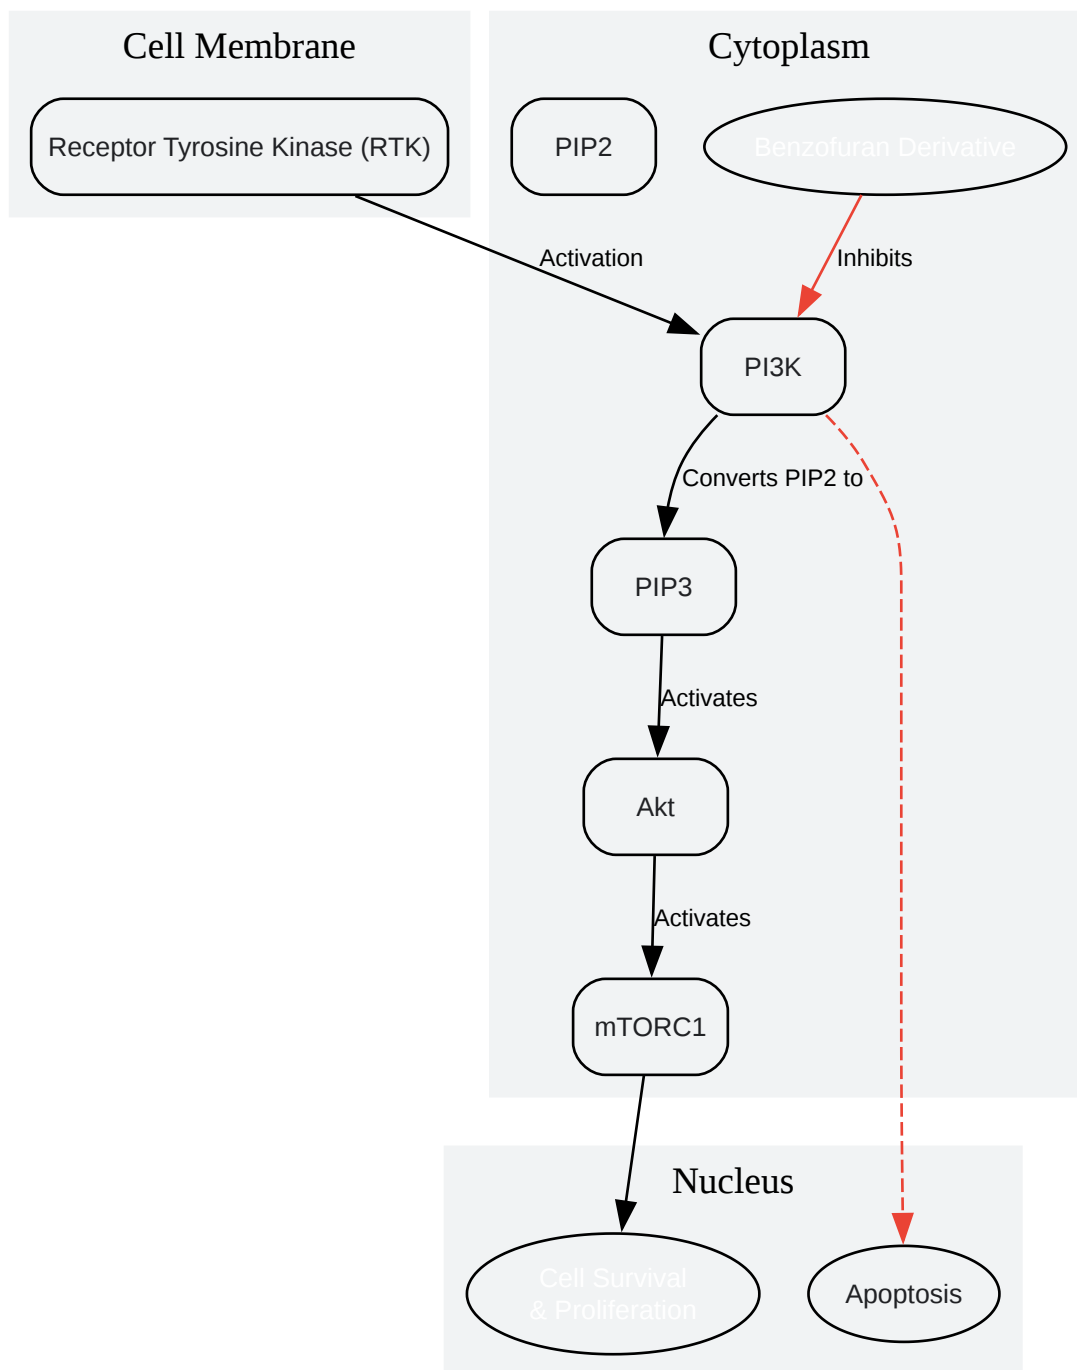 Cell Membrane
Cytoplasm
Receptor Tyrosine Kinase (RTK)
PIP2
Benzofuran Derivative
Activation
Inhibits
PI3K
Converts PIP2 to
PIP3
Activates
Akt
Activates
mTORC1
Nucleus
Cell Survival
& Proliferation
Apoptosis